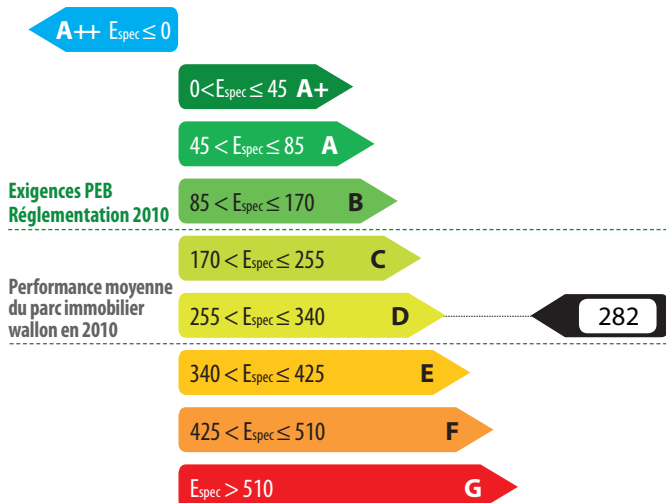 A++ Espec ≤ 0
0 < Espec ≤ 45 A+
45 < Espec ≤ 85 A
Exigences PEB
Réglementation 2010
85 < Espec ≤ 170 B
170 < Espec ≤ 255 C
Performance moyenne
du parc immobilier
wallon en 2010
255 < Espec ≤ 340 D
282
340 < Espec ≤ 425 E
425 < Espec ≤ 510 F
Espec > 510 G